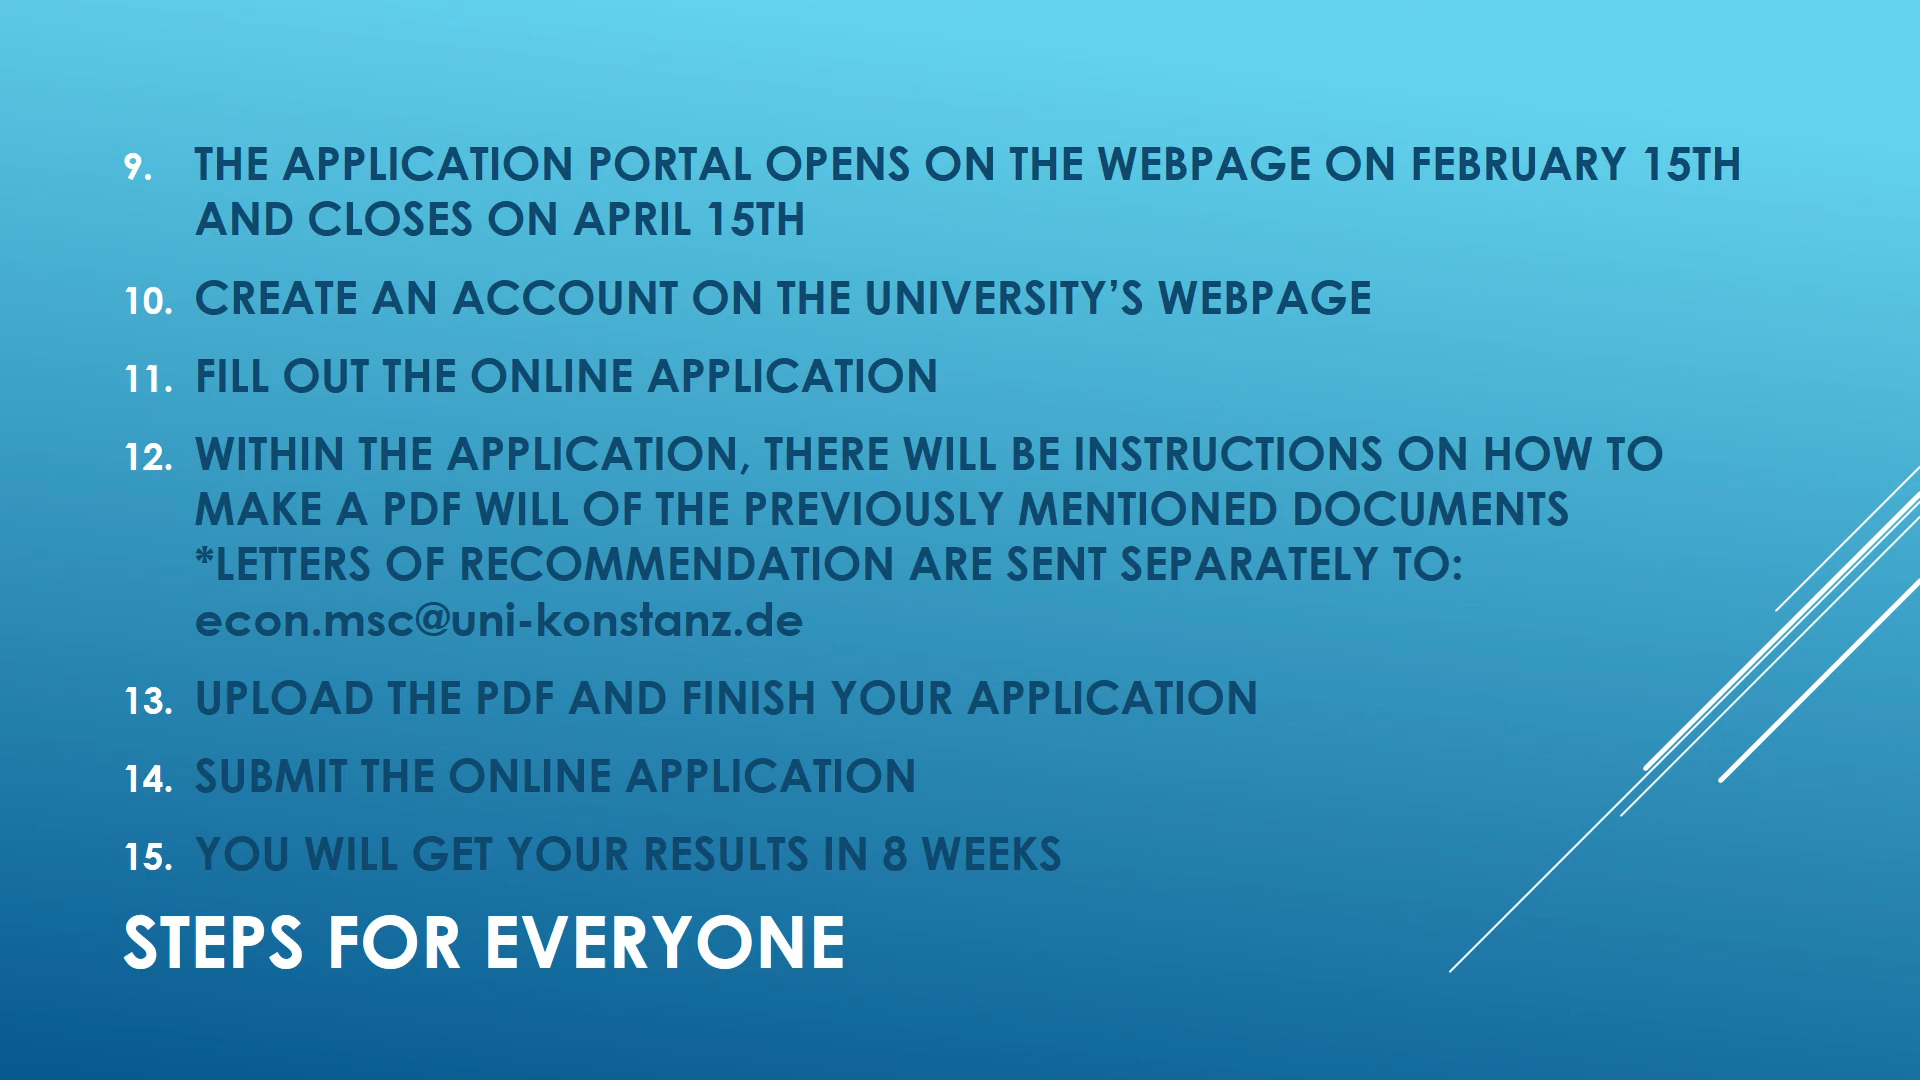 9. THE APPLICATION PORTAL OPENS ON THE WEBPAGE ON FEBRUARY 15TH
AND CLOSES ON APRIL 15TH
10. CREATE AN ACCOUNT ON THE UNIVERSITY’S WEBPAGE
11. FILL OUT THE ONLINE APPLICATION
12. WITHIN THE APPLICATION, THERE WILL BE INSTRUCTIONS ON HOW TO
MAKE A PDF WILL OF THE PREVIOUSLY MENTIONED DOCUMENTS
*LETTERS OF RECOMMENDATION ARE SENT SEPARATELY TO:
econ.msc@uni-konstanz.de
13. UPLOAD THE PDF AND FINISH YOUR APPLICATION
14. SUBMIT THE ONLINE APPLICATION
15. YOU WILL GET YOUR RESULTS IN 8 WEEKS
STEPS FOR EVERYONE